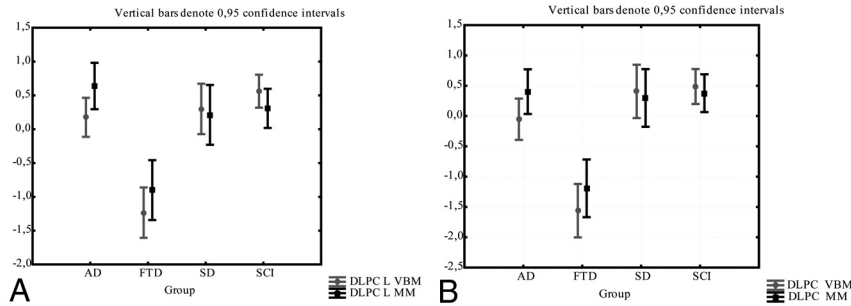 Vertical bars denote 0,95 confidence intervals
1,5
1,0
0,5
0,0
-0,5
-1,0
-1,5
-2,0
AD FTD SD SCI
Group
A
DLPC L VBM
DLPC L MM
Vertical bars denote 0,95 confidence intervals
1,5
1,0
0,5
0,0
-0,5
-1,0
-1,5
-2,0
-2,5
AD FTD SD SCI
Group
B
DLPC VBM
DLPC MM